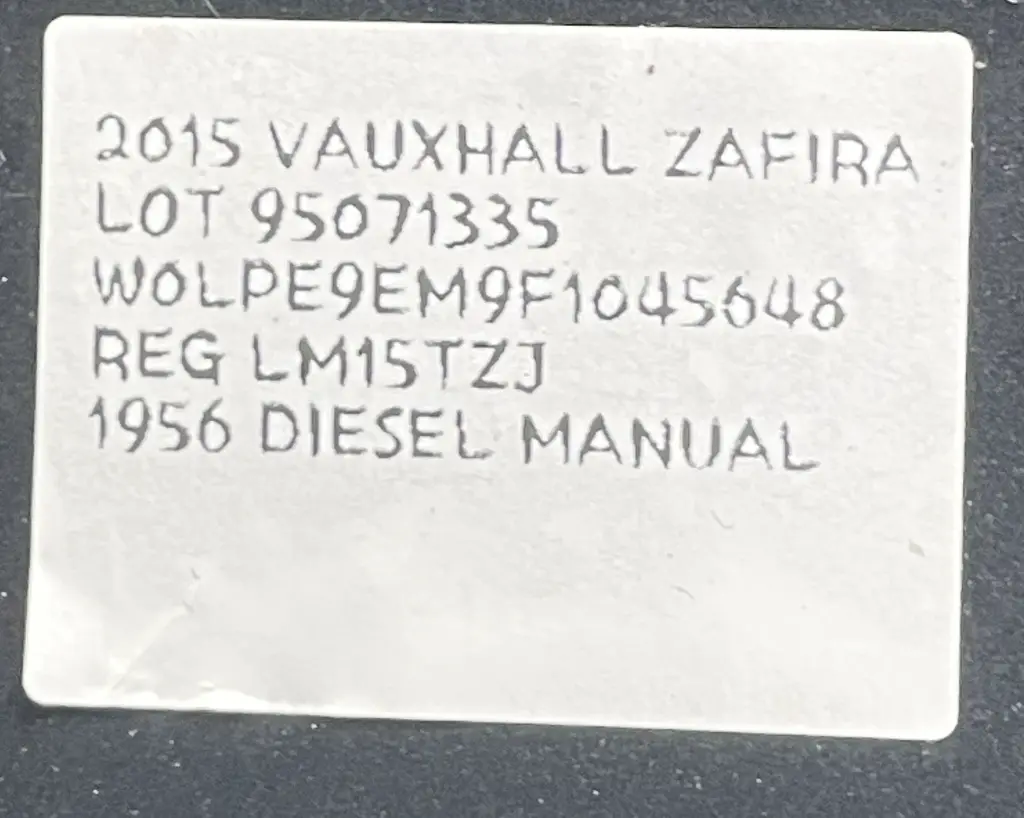 2015 VAUXHALL ZAFIRA
LOT 95071335
W0LPE9EM9F1045648
REG LM15TZJ
1956 DIESEL MANUAL